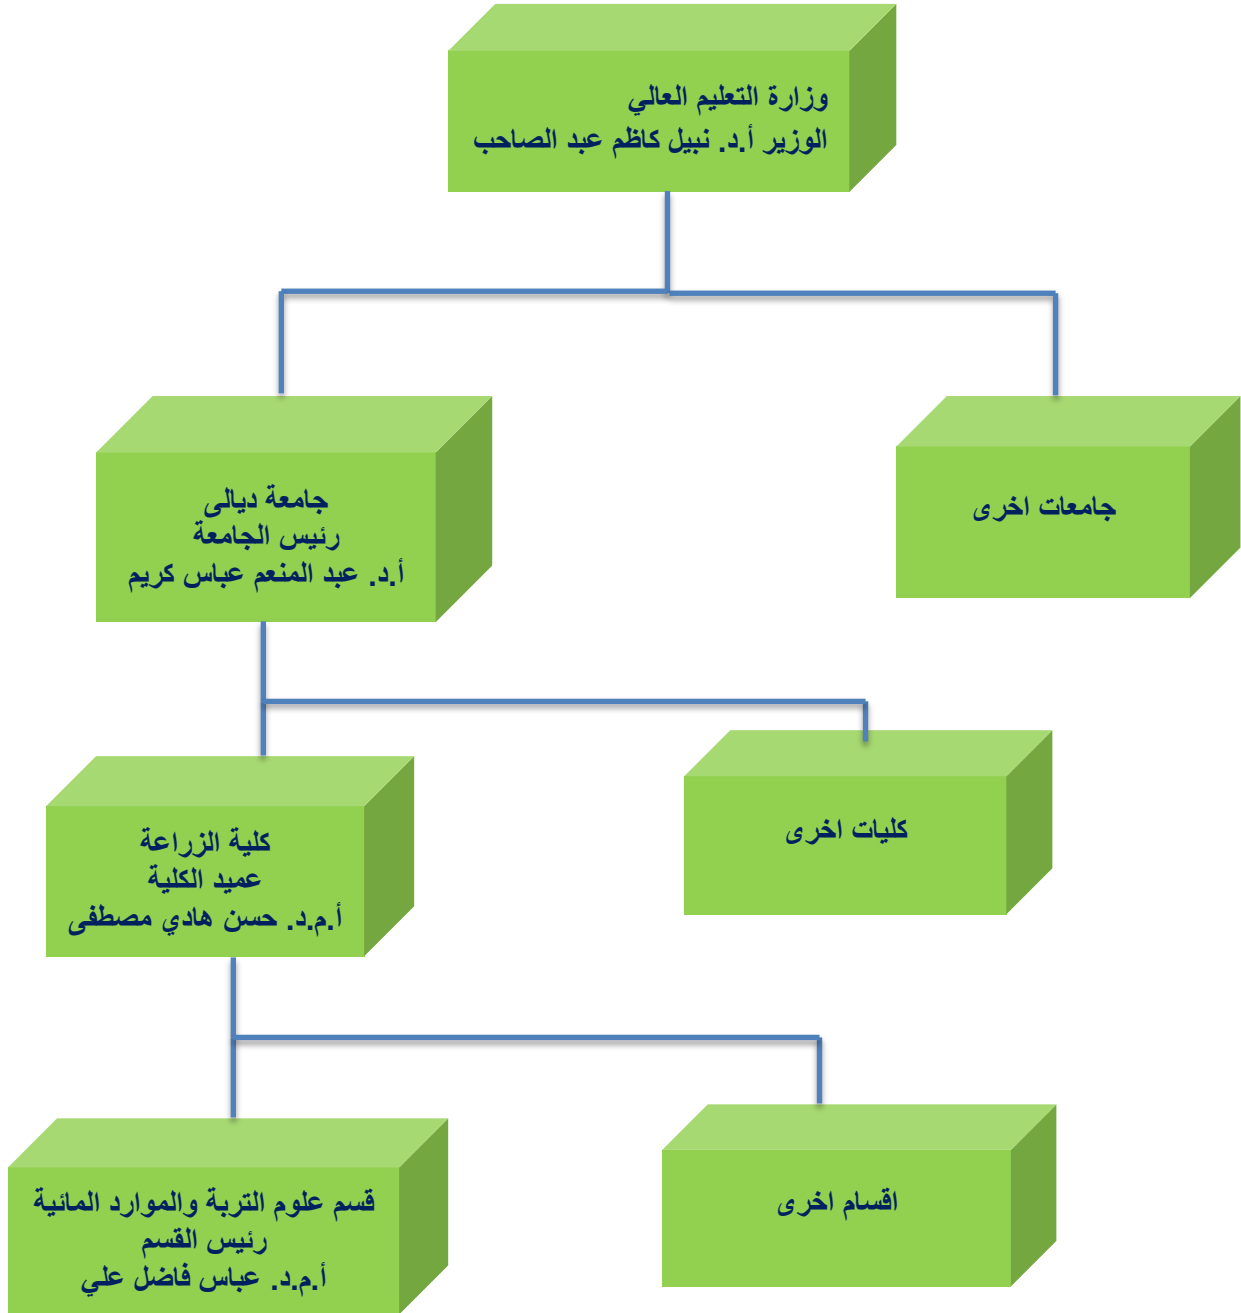 وزارة التعليم العالي
الوزير أ.د. نبيل كاظم عبد الصاحب
جامعة ديالى
رئيس الجامعة
أ.د. عبد المنعم عباس كريم
جامعات اخرى
كلية الزراعة
عميد الكلية
أ.م.د. حسن هادي مصطفى
كليات اخرى
قسم علوم التربة والموارد المائية
رئيس القسم
أ.م.د. عباس فاضل علي
اقسام اخرى